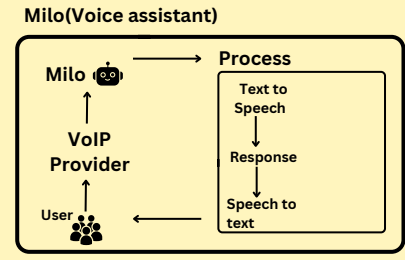 Milo(Voice assistant)
Milo
Process
Text to
Speech
VoIP
Provider
Response
User
Speech to
text